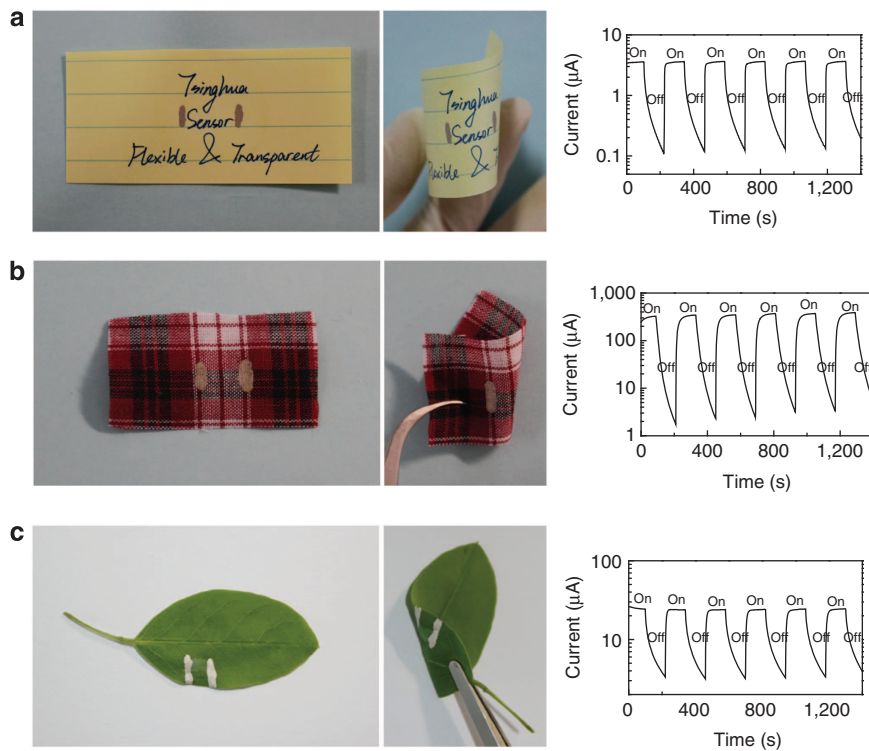 a
Tsinghua
Sensor
Flexible & Transparent
Tsinghua
Sensor
lexible & T
10
1
0.1
Current (µA)
On On On On On On
Off Off Off Off Off Off
0 400 800 1,200
Time (s)
b
1,000
100
10
1
Current (µA)
On On On On On On
Off Off Off Off Off
0 400 800 1,200
Time (s)
c
100
10
Current (µA)
On On On On On On
Off Off Off Off Off Off
0 400 800 1,200
Time (s)